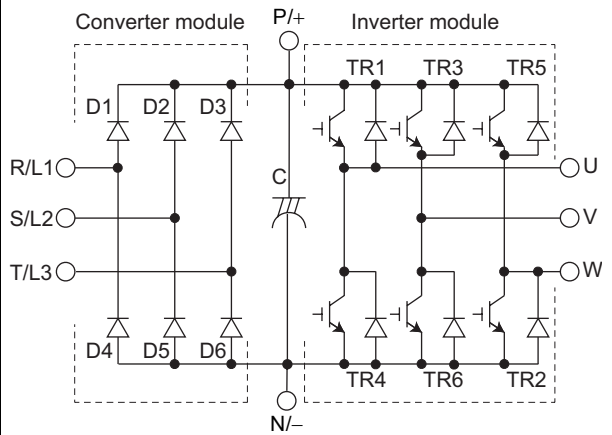 Converter module
P/+
Inverter module
TR1
TR3
TR5
D1
D2
D3
R/L1
C
U
S/L2
V
T/L3
W
D4
D5
D6
TR4
TR6
TR2
N/−